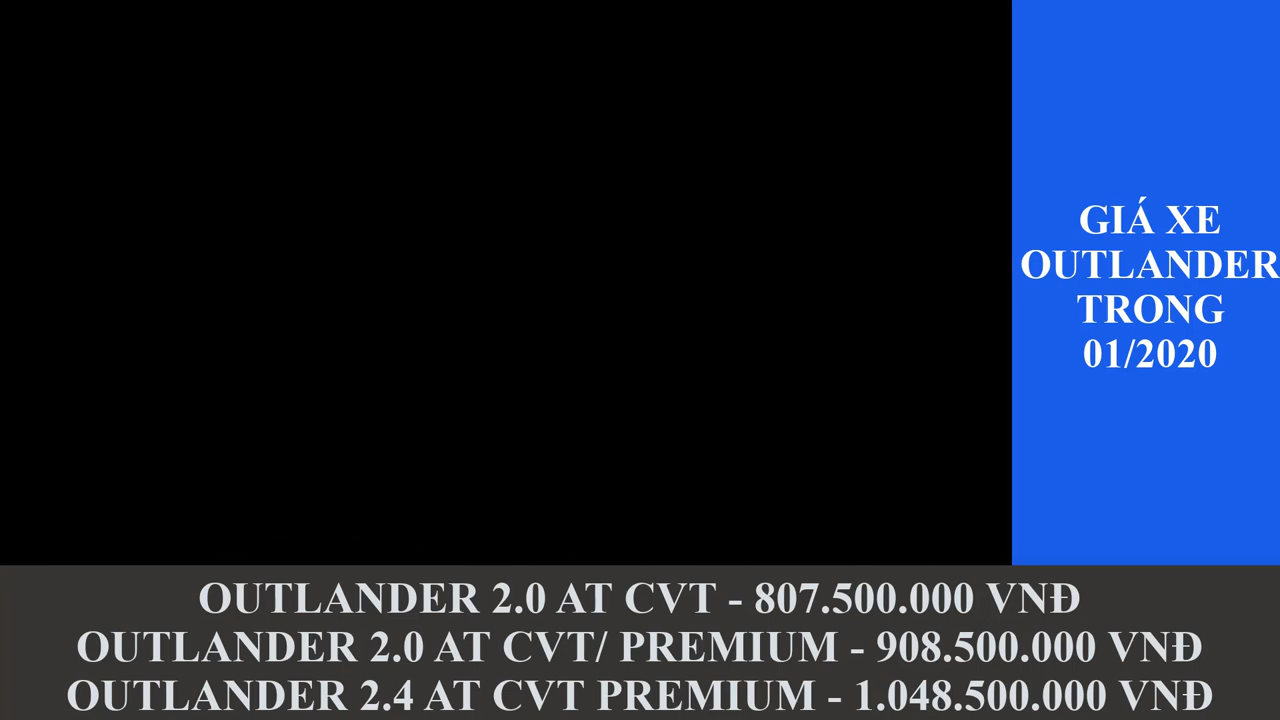 GIÁ XE
OUTLANDER
TRONG
01/2020
OUTLANDER 2.0 AT CVT - 807.500.000 VNĐ
OUTLANDER 2.0 AT CVT/ PREMIUM - 908.500.000 VNĐ
OUTLANDER 2.4 AT CVT PREMIUM - 1.048.500.000 VNĐ